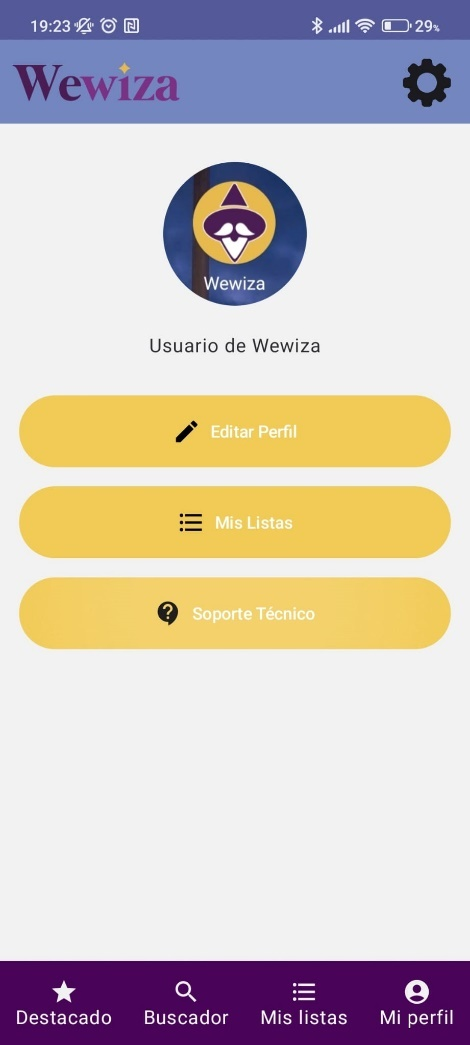 19:23
29%
Wewiza
Wewiza
Usuario de Wewiza
Editar Perfil
Mis Listas
Soporte Técnico
Destacado
Buscador
Mis listas
Mi perfil